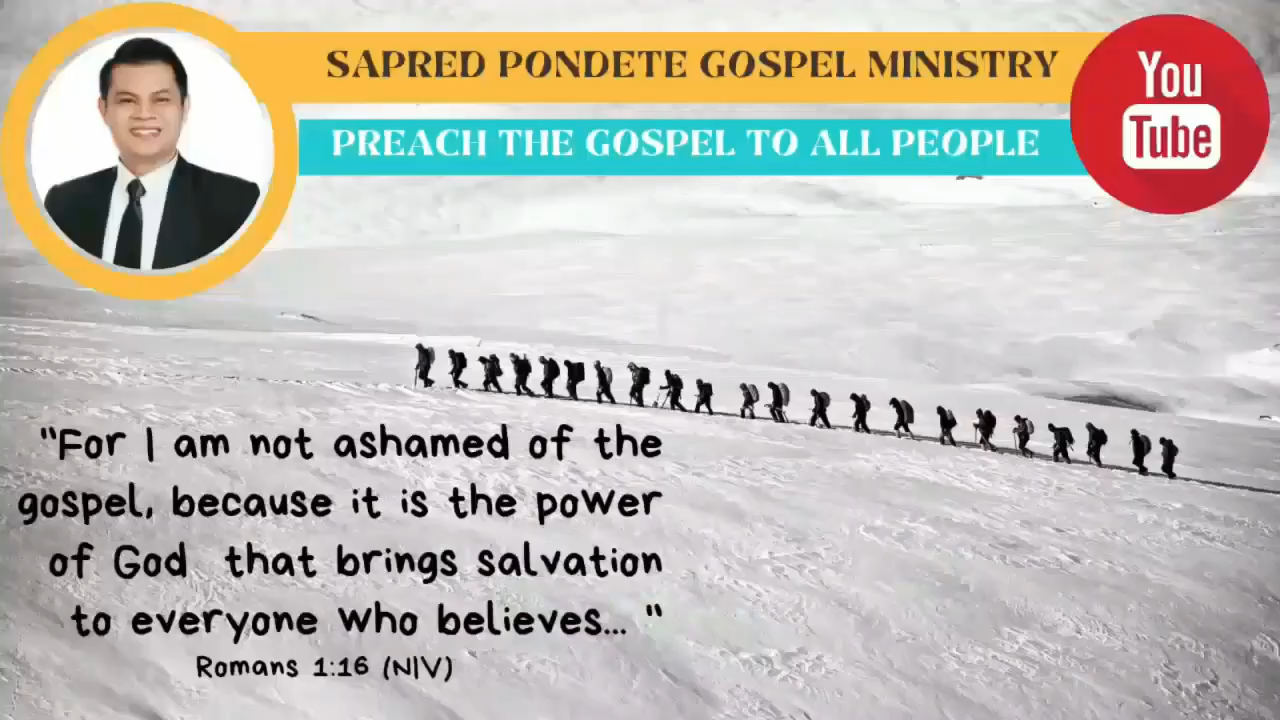 SAPRED PONDETE GOSPEL MINISTRY
PREACH THE GOSPEL TO ALL PEOPLE
You
Tube
"For I am not ashamed of the
gospel, because it is the power
of God that brings salvation
to everyone who believes... "
Romans 1:16 (NIV)